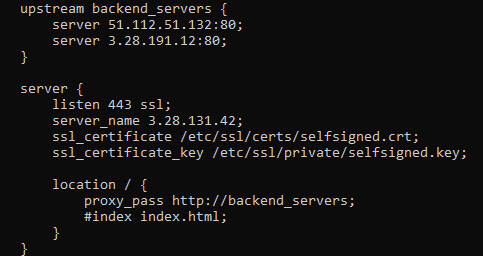 upstream backend_servers {
server 51.112.51.132:80;
server 3.28.191.12:80;
}
server {
listen 443 ssl;
server_name 3.28.131.42;
ssl_certificate /etc/ssl/certs/selfsigned.crt;
ssl_certificate_key /etc/ssl/private/selfsigned.key;
location / {
proxy_pass http://backend_servers;
#index index.html;
}
}